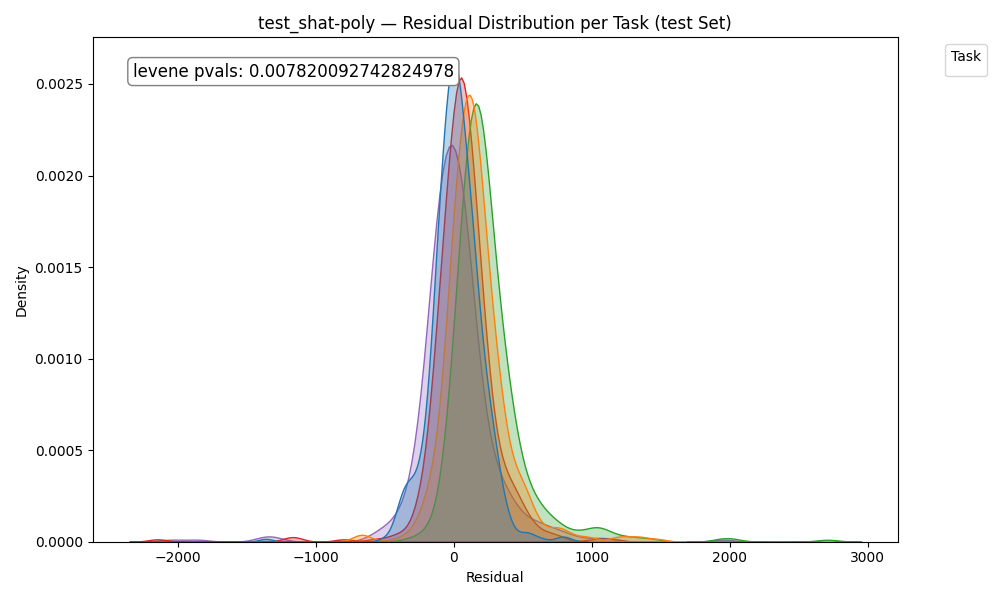 test_shat-poly — Residual Distribution per Task (test Set)
levene pvals: 0.007820092742824978
Task
0.0025
0.0020
0.0015
0.0010
0.0005
0.0000
Density
−2000
−1000
0
1000
2000
3000
Residual